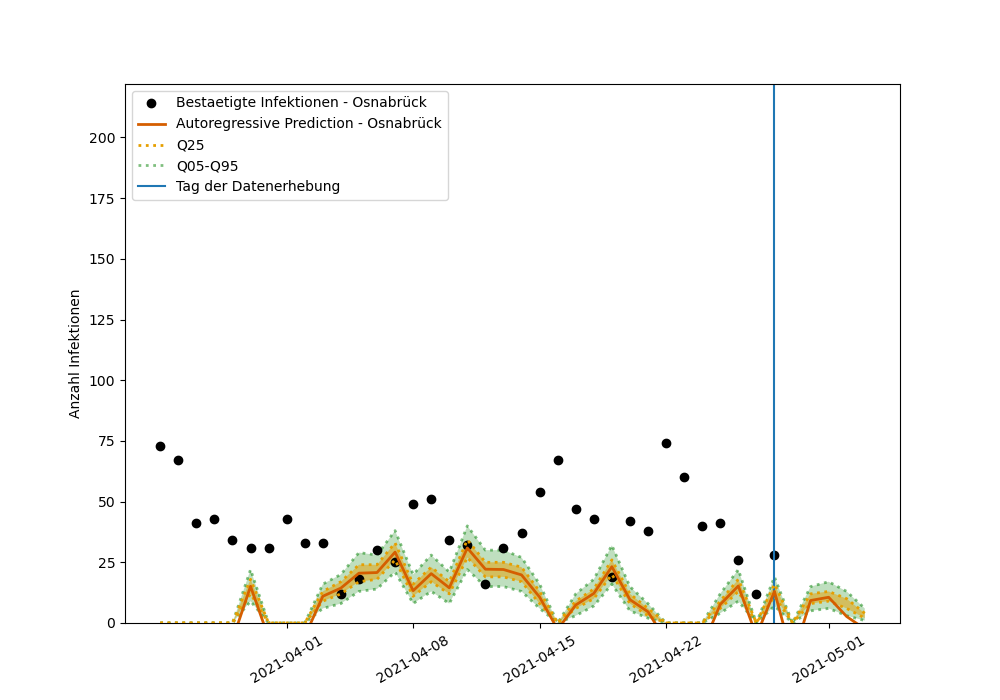 Bestaetigte Infektionen - Osnabrück
Autoregressive Prediction - Osnabrück
Q25
Q05-Q95
Tag der Datenerhebung
Anzahl Infektionen
200
175
150
125
100
75
50
25
0
2021-04-01
2021-04-08
2021-04-15
2021-04-22
2021-05-01